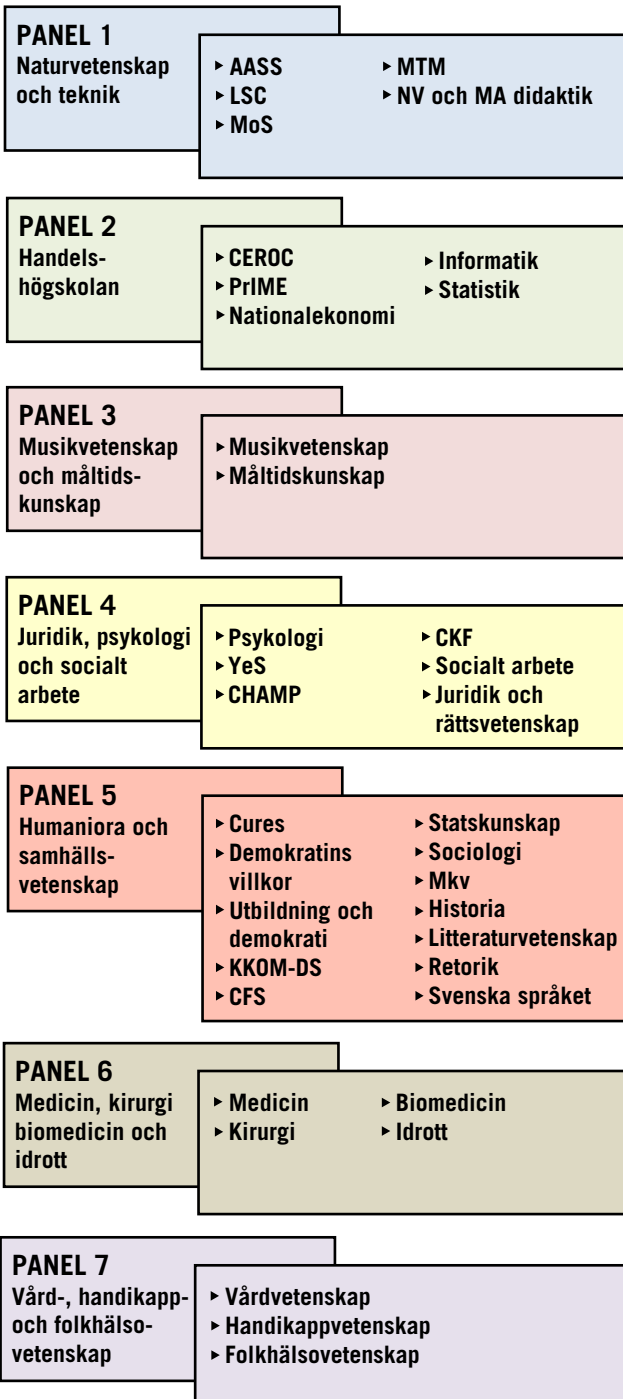 PANEL 1
Naturvetenskap
och teknik
▸ AASS
▸ LSC
▸ MoS
▸ MTM
▸ NV och MA didaktik
PANEL 2
Handels-
högskolan
▸ CEROC
▸ PrIME
▸ Nationalekonomi
▸ Informatik
▸ Statistik
PANEL 3
Musikvetenskap
och måltids-
kunskap
▸ Musikvetenskap
▸ Måltidskunskap
PANEL 4
Juridik, psykologi
och socialt
arbete
▸ Psykologi
▸ YeS
▸ CHAMP
▸ CKF
▸ Socialt arbete
▸ Juridik och
rättsvetenskap
PANEL 5
Humaniora och
samhälls-
vetenskap
▸ Cures
▸ Demokratins
villkor
▸ Utbildning och
demokrati
▸ KKOM-DS
▸ CFS
▸ Statskunskap
▸ Sociologi
▸ Mkv
▸ Historia
▸ Litteraturvetenskap
▸ Retorik
▸ Svenska språket
PANEL 6
Medicin, kirurgi
biomedicin och
idrott
▸ Medicin
▸ Kirurgi
▸ Biomedicin
▸ Idrott
PANEL 7
Vård-, handikapp-
och folkhälso-
vetenskap
▸ Vårdvetenskap
▸ Handikappvetenskap
▸ Folkhälsovetenskap